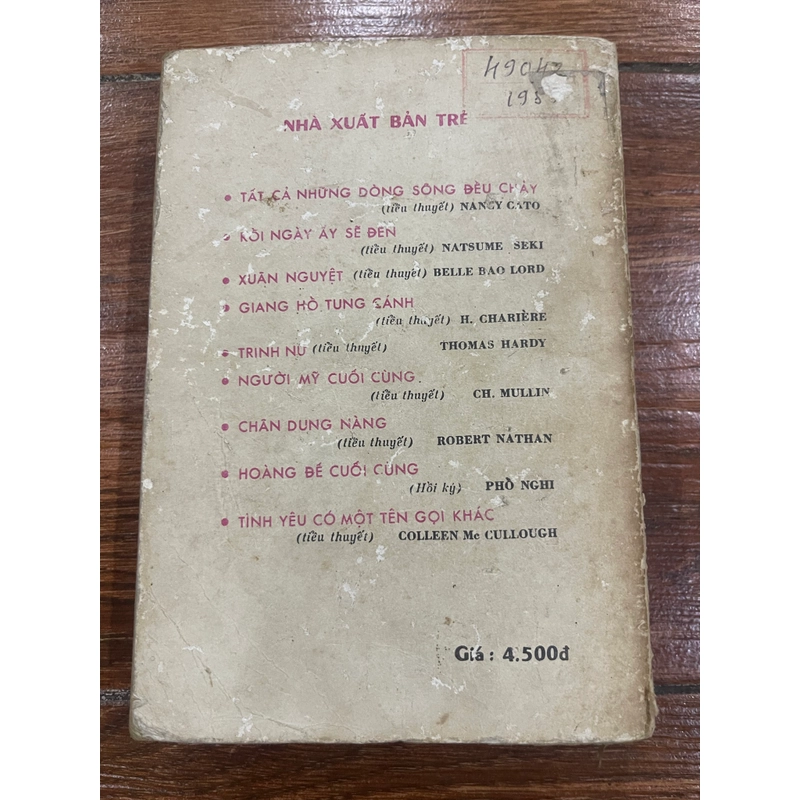 49042
193
NHÀ XUẤT BẢN TRẺ
• TẤT CẢ NHỮNG DÒNG SÔNG ĐỀU CHẢY
(tiểu thuyết) NANCY CATO
• RỒI NGÀY ẤY SẼ ĐẾN
(tiểu thuyết) NATSUME SEKI
• XUÂN NGUYỆT (tiểu thuyết) BELLE BAO LORD
• GIANG HỒ TUNG CÁNH
(tiểu thuyết) H. CHARIÈRE
• TRINH NỮ (tiểu thuyết) THOMAS HARDY
• NGƯỜI MỸ CUỐI CÙNG
(tiểu thuyết) CH. MULLIN
• CHÂN DUNG NÀNG
(tiểu thuyết) ROBERT NATHAN
• HOÀNG ĐẾ CUỐI CÙNG
(Hồi ký) PHỔ NGHI
• TÌNH YÊU CÓ MỘT TÊN GỌI KHÁC
(tiểu thuyết) COLLEEN Mc CULLOUGH
Giá : 4.500đ